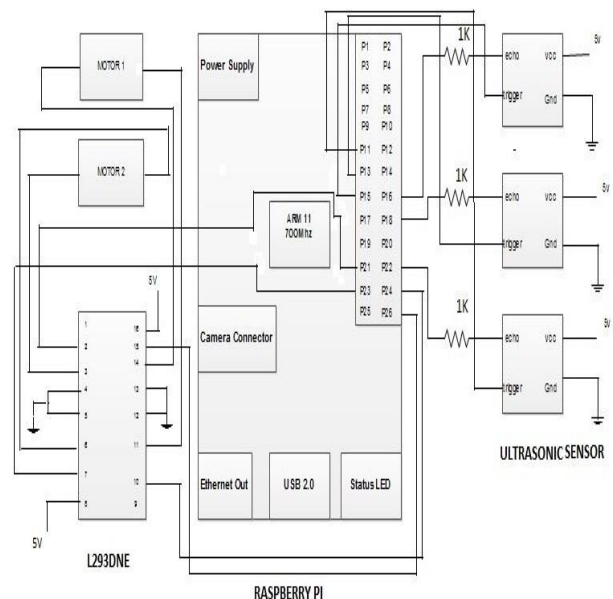 MOTOR 1
MOTOR 2
Power Supply
P1 P2
P3 P4
P5 P6
P7 P8
P9 P10
P11 P12
P13 P14
P15 P16
P17 P18
P19 P20
P21 P22
P23 P24
P25 P26
ARM 11
700Mhz
Camera Connector
Ethernet Out
USB 2.0
Status LED
RASPBERRY PI
5V
1 16
2 15
3 14
4 13
5 12
6 11
7 10
8 9
5V
L293DNE
1K
echo vcc
trigger Gnd
5v
1K
echo vcc
trigger Gnd
5v
1K
echo vcc
trigger Gnd
5v
ULTRASONIC SENSOR